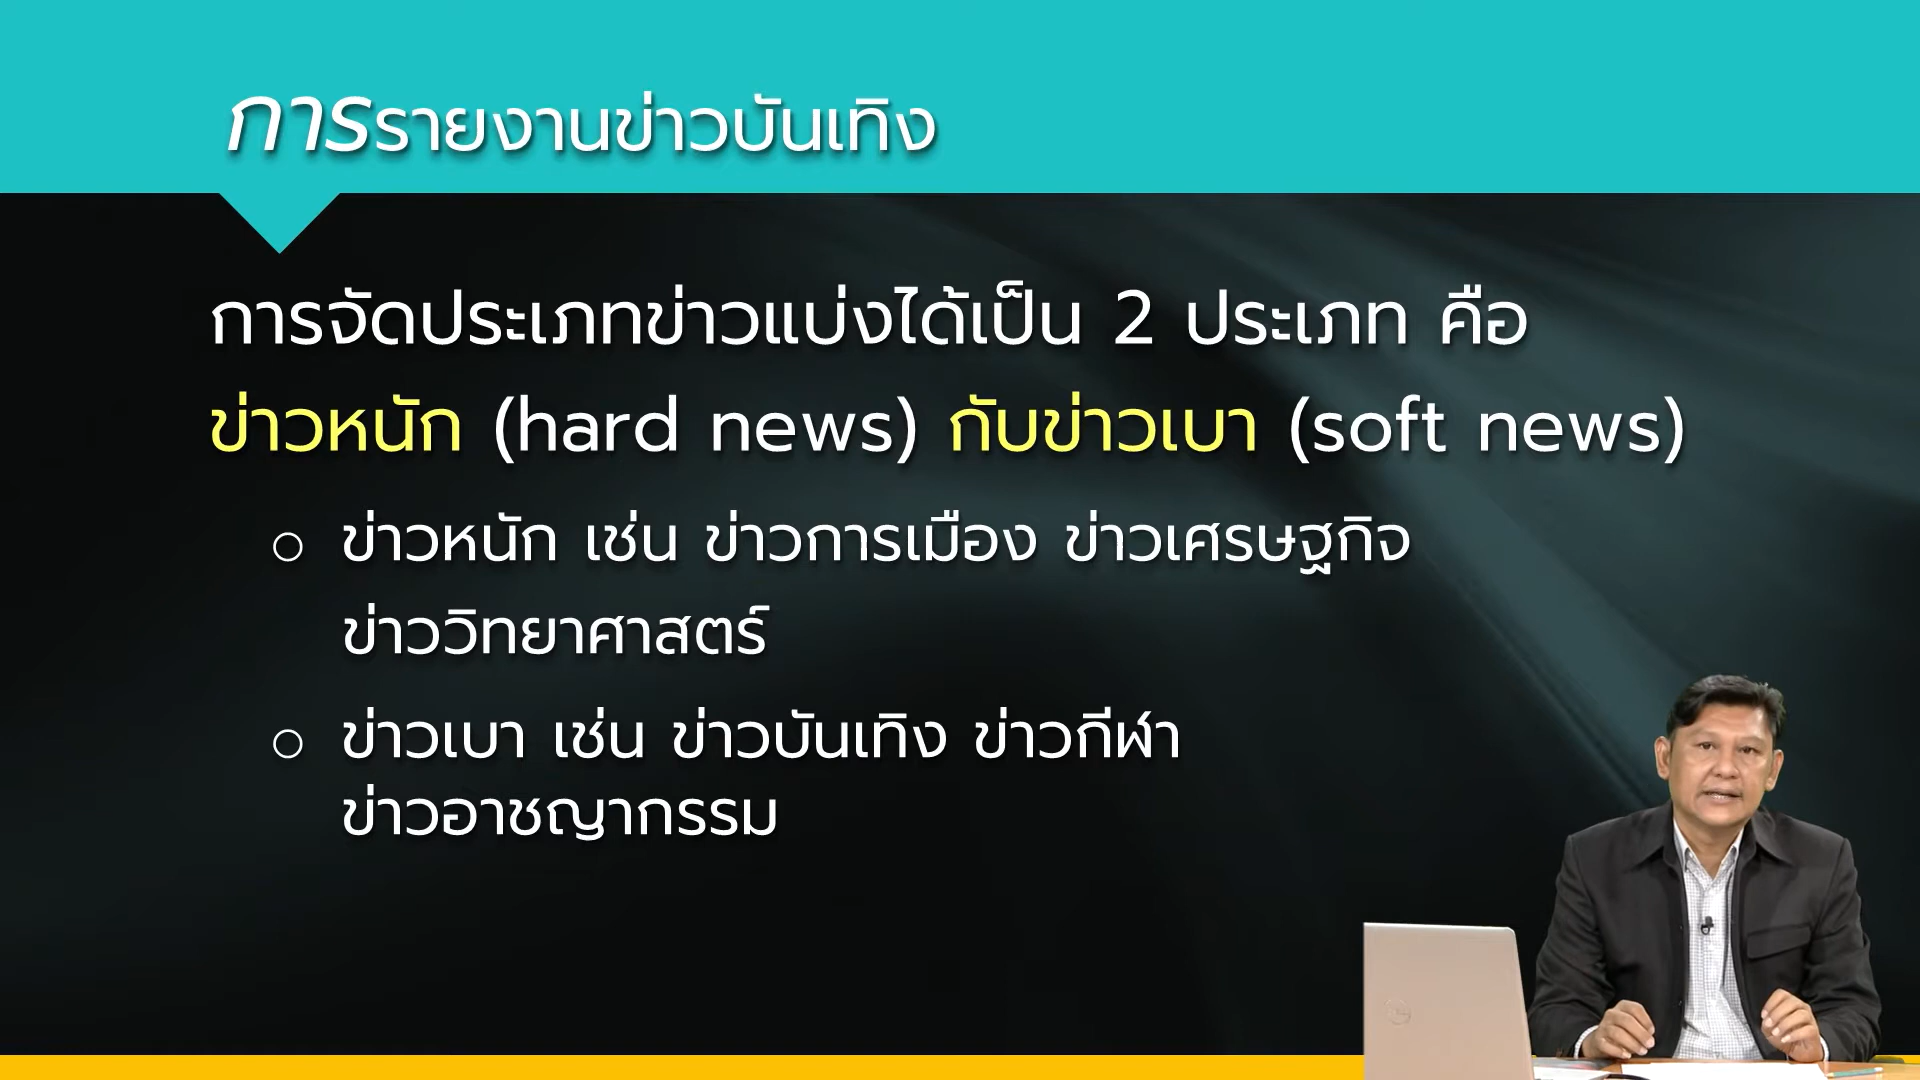 การรายงานข่าวบันเทิง
การจัดประเภทข่าวแบ่งได้เป็น 2 ประเภท คือ
ข่าวหนัก (hard news) กับข่าวเบา (soft news)
o ข่าวหนัก เช่น ข่าวการเมือง ข่าวเศรษฐกิจ
ข่าววิทยาศาสตร์
o ข่าวเบา เช่น ข่าวบันเทิง ข่าวกีฬา
ข่าวอาชญากรรม